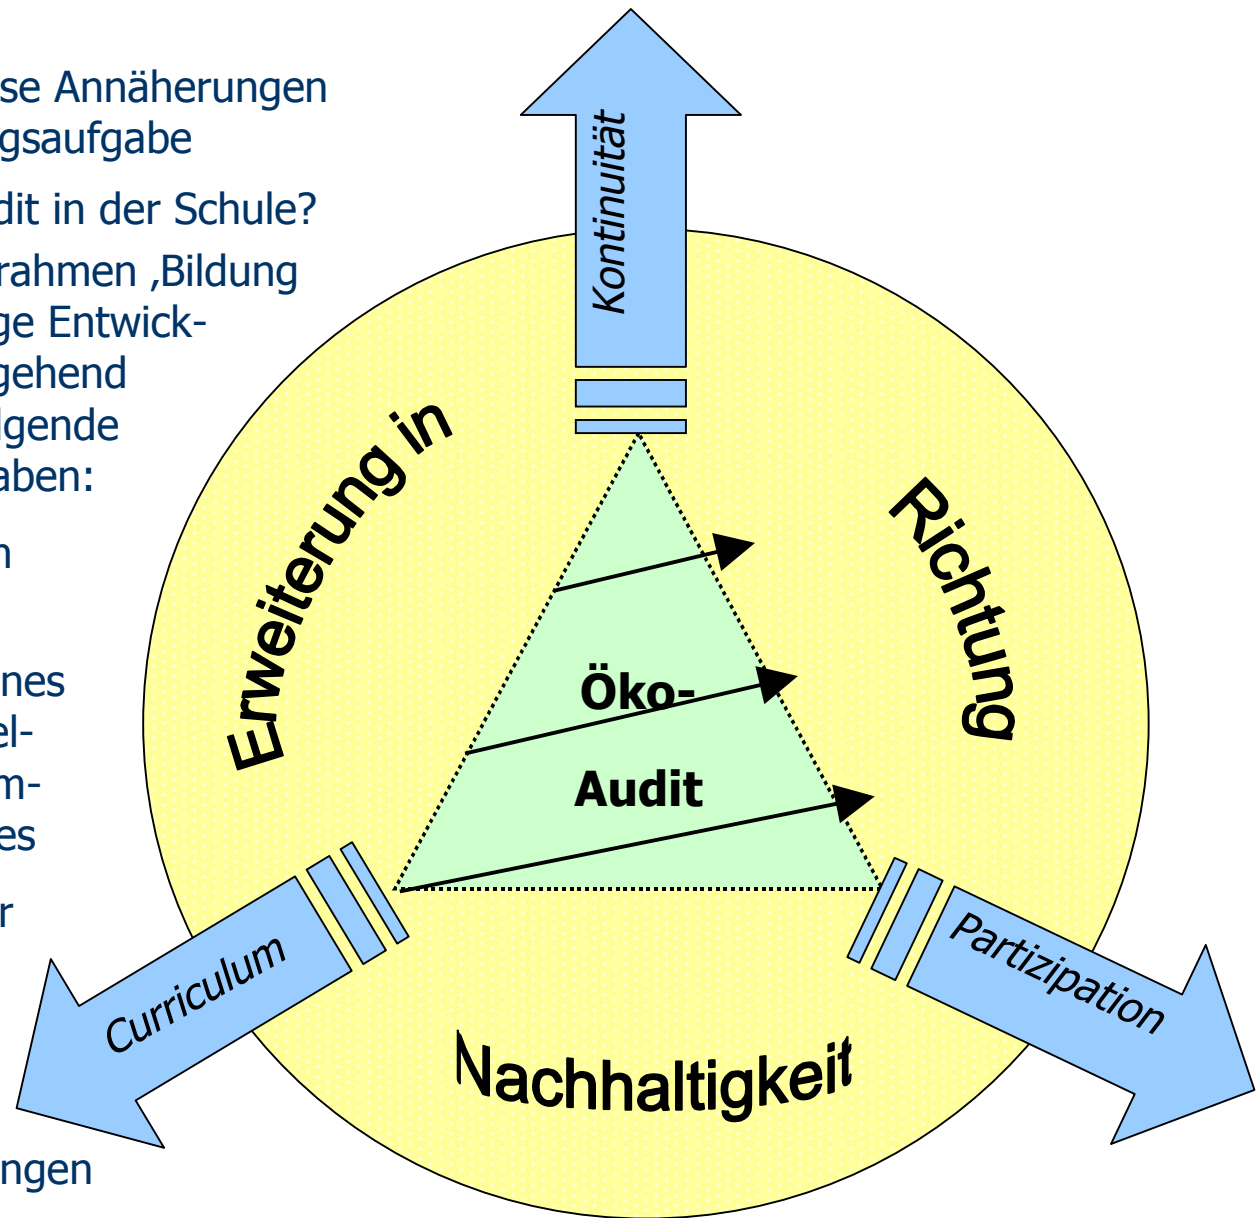 se Annäherungen
gsaufgabe
dit in der Schule?
rahmen ‚Bildung
ge Entwick-
gehend
lgende
aben:
n
nes
el-
m-
es
r
ngen
Kontinuität
Erweiterung in
Richtung
Nachhaltigkeit
Öko-
Audit
Curriculum
Partizipation